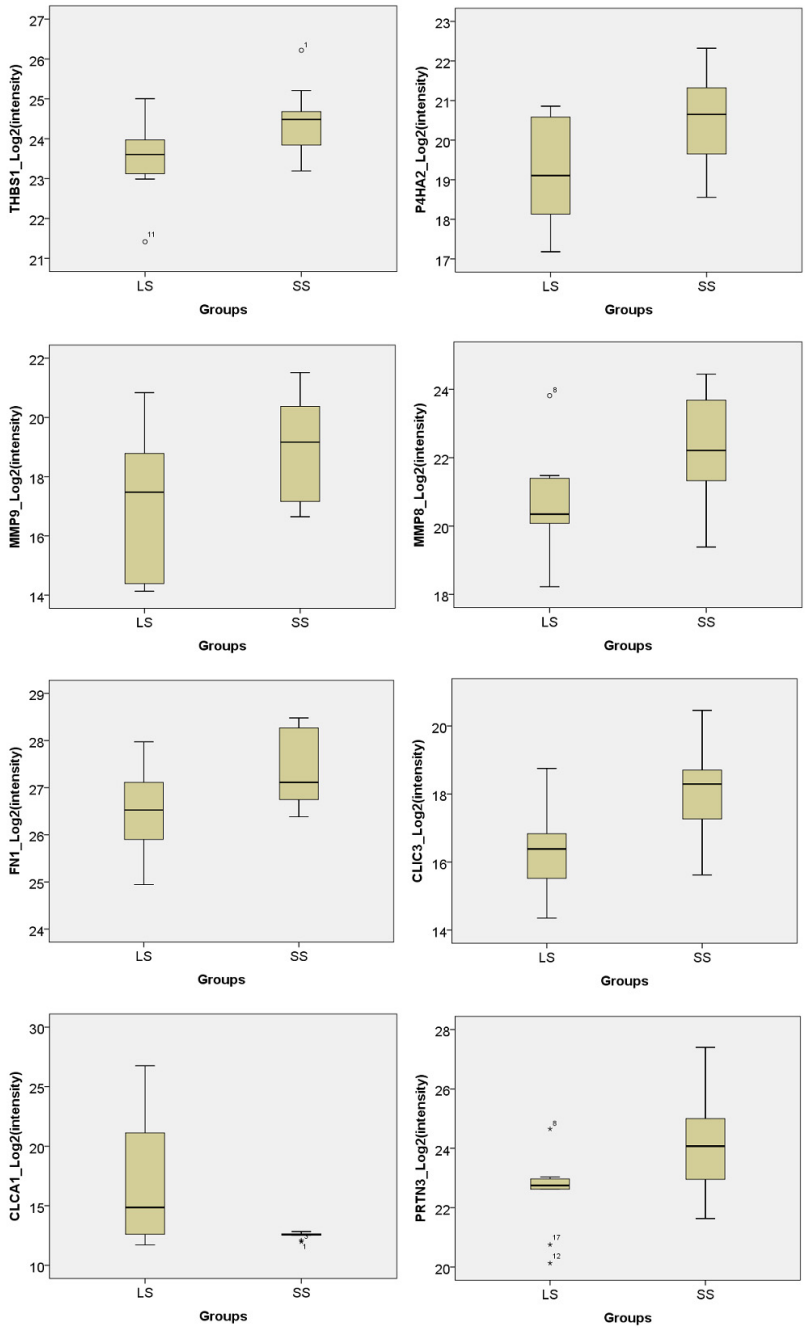 THBS1_Log2(intensity)
27
26
25
24
23
22
21
1
11
LS
SS
Groups
P4HA2_Log2(intensity)
23
22
21
20
19
18
17
LS
SS
Groups
MMP9_Log2(intensity)
22
20
18
16
14
LS
SS
Groups
MMP8_Log2(intensity)
24
22
20
18
8
LS
SS
Groups
FN1_Log2(intensity)
29
28
27
26
25
24
LS
SS
Groups
CLIC3_Log2(intensity)
20
18
16
14
LS
SS
Groups
CLCA1_Log2(intensity)
30
25
20
15
10
1
LS
SS
Groups
PRTN3_Log2(intensity)
28
26
24
22
20
8
17
12
LS
SS
Groups